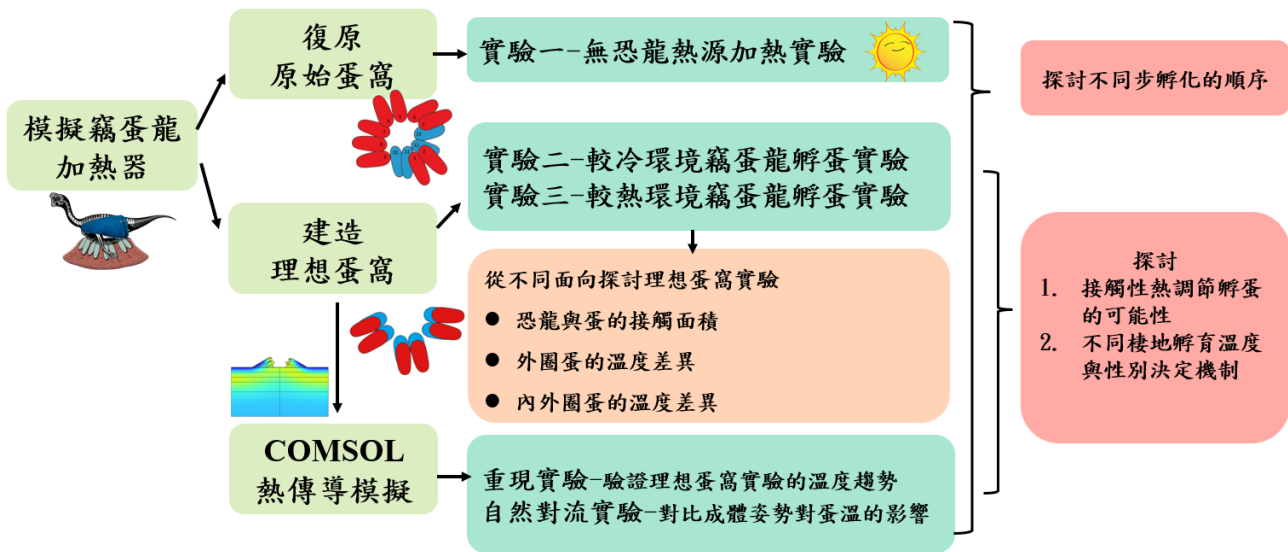 復原
原始蛋窩
實驗一-無恐龍熱源加熱實驗
模擬竊蛋龍
加熱器
建造
理想蛋窩
實驗二-較冷環境竊蛋龍孵蛋實驗
實驗三-較熱環境竊蛋龍孵蛋實驗
從不同面向探討理想蛋窩實驗
● 恐龍與蛋的接觸面積
● 外圈蛋的溫度差異
● 內外圈蛋的溫度差異
COMSOL
熱傳導模擬
重現實驗-驗證理想蛋窩實驗的溫度趨勢
自然對流實驗-對比成體姿勢對蛋溫的影響
探討不同步孵化的順序
探討
1. 接觸性熱調節孵蛋
的可能性
2. 不同棲地孵育溫度
與性別決定機制